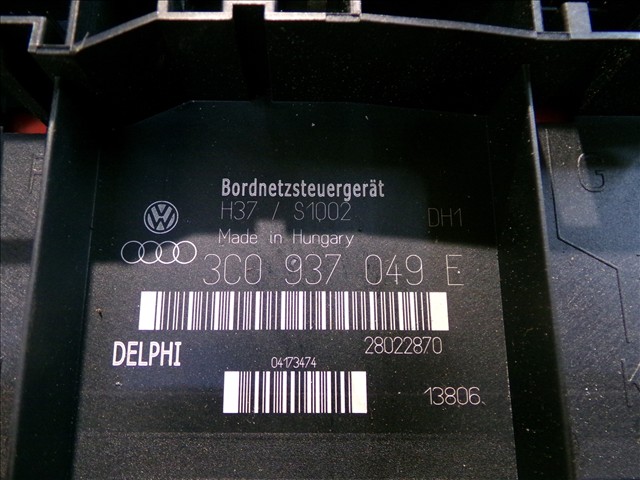 Bordnetzsteuergerät
H37 / S1002 DH1
Made in Hungary
3C0 937 049 E
DELPHI 28022870
04173474
13806
G